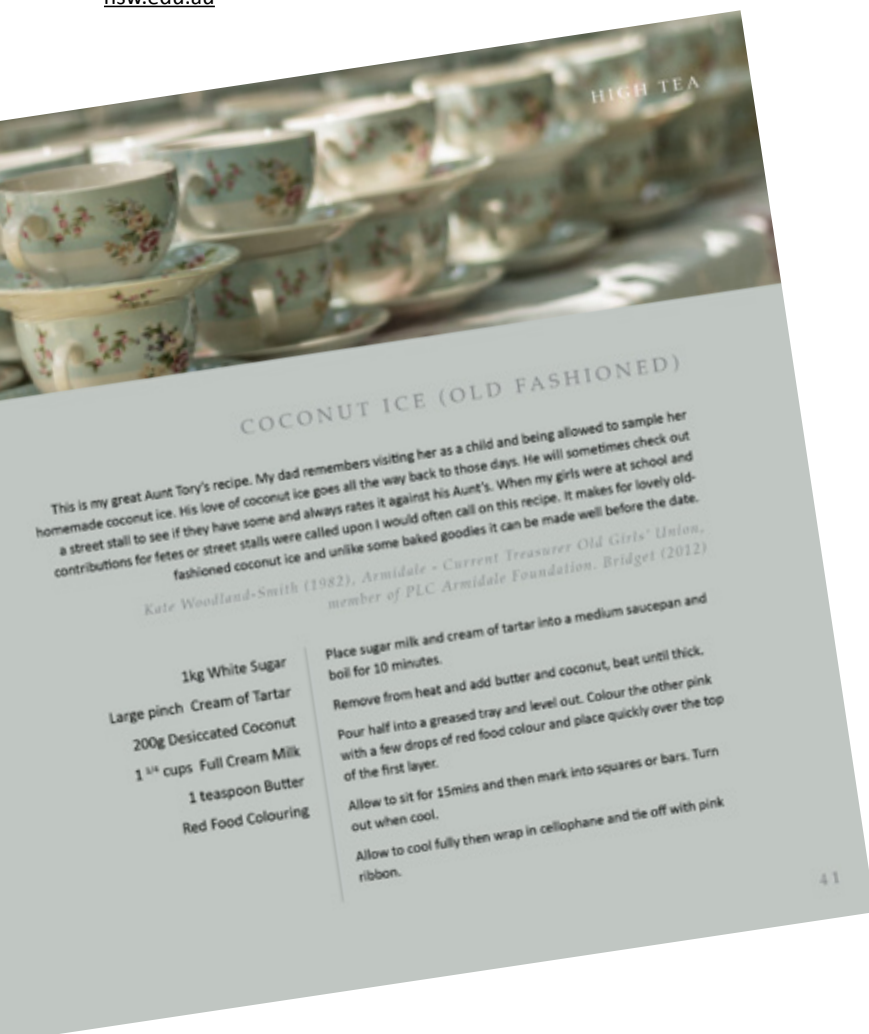 nsw.edu.au
HIGH TEA
COCONUT ICE (OLD FASHIONED)
This is my great Aunt Tory's recipe. My dad remembers visiting her as a child and being allowed to sample her
homemade coconut ice. His love of coconut ice goes all the way back to those days. He will sometimes check out
a street stall to see if they have some and always rates it against his Aunt's. When my girls were at school and
contributions for fetes or street stalls were called upon I would often call on this recipe. It makes for lovely old-
fashioned coconut ice and unlike some baked goodies it can be made well before the date.
Kate Woodland-Smith (1982), Armidale - Current Treasurer Old Girls' Union,
member of PLC Armidale Foundation. Bridget (2012)
1kg White Sugar
Large pinch Cream of Tartar
200g Desiccated Coconut
1 cups Full Cream Milk
1 teaspoon Butter
Red Food Colouring
Place sugar milk and cream of tartar into a medium saucepan and
boil for 10 minutes.
Remove from heat and add butter and coconut, beat until thick.
Pour half into a greased tray and level out. Colour the other pink
with a few drops of red food colour and place quickly over the top
of the first layer.
Allow to sit for 15mins and then mark into squares or bars. Turn
out when cool.
Allow to cool fully then wrap in cellophane and tie off with pink
ribbon.
41